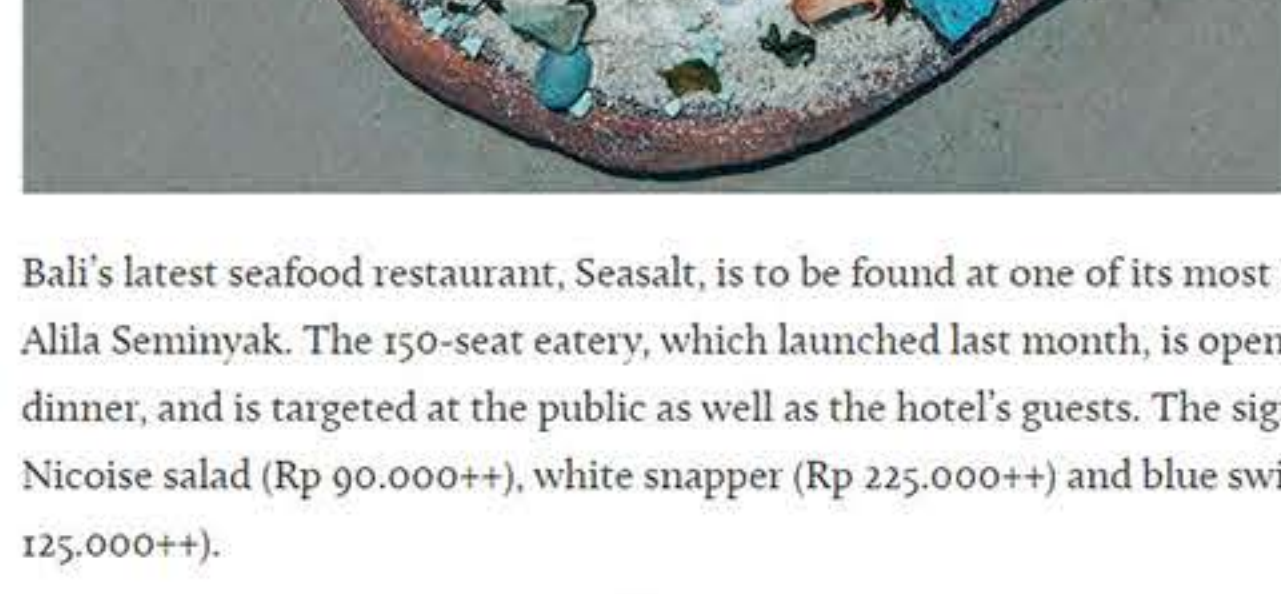 Bali's latest seafood restaurant, Seasalt, is to be found at one of its most
Alila Seminyak. The 150-seat eatery, which launched last month, is open
dinner, and is targeted at the public as well as the hotel's guests. The sig
Nicoise salad (Rp 90.000++), white snapper (Rp 225.000++) and blue swi
125.000++).